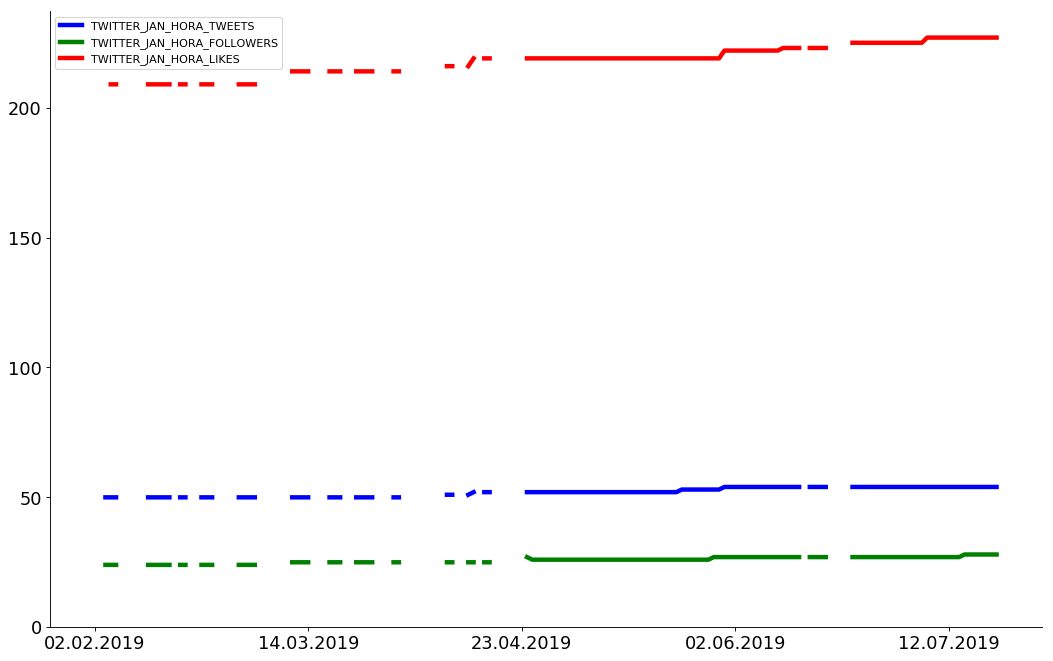 TWITTER_JAN_HORA_TWEETS
TWITTER_JAN_HORA_FOLLOWERS
TWITTER_JAN_HORA_LIKES
200
150
100
50
0
02.02.2019 14.03.2019 23.04.2019 02.06.2019 12.07.2019